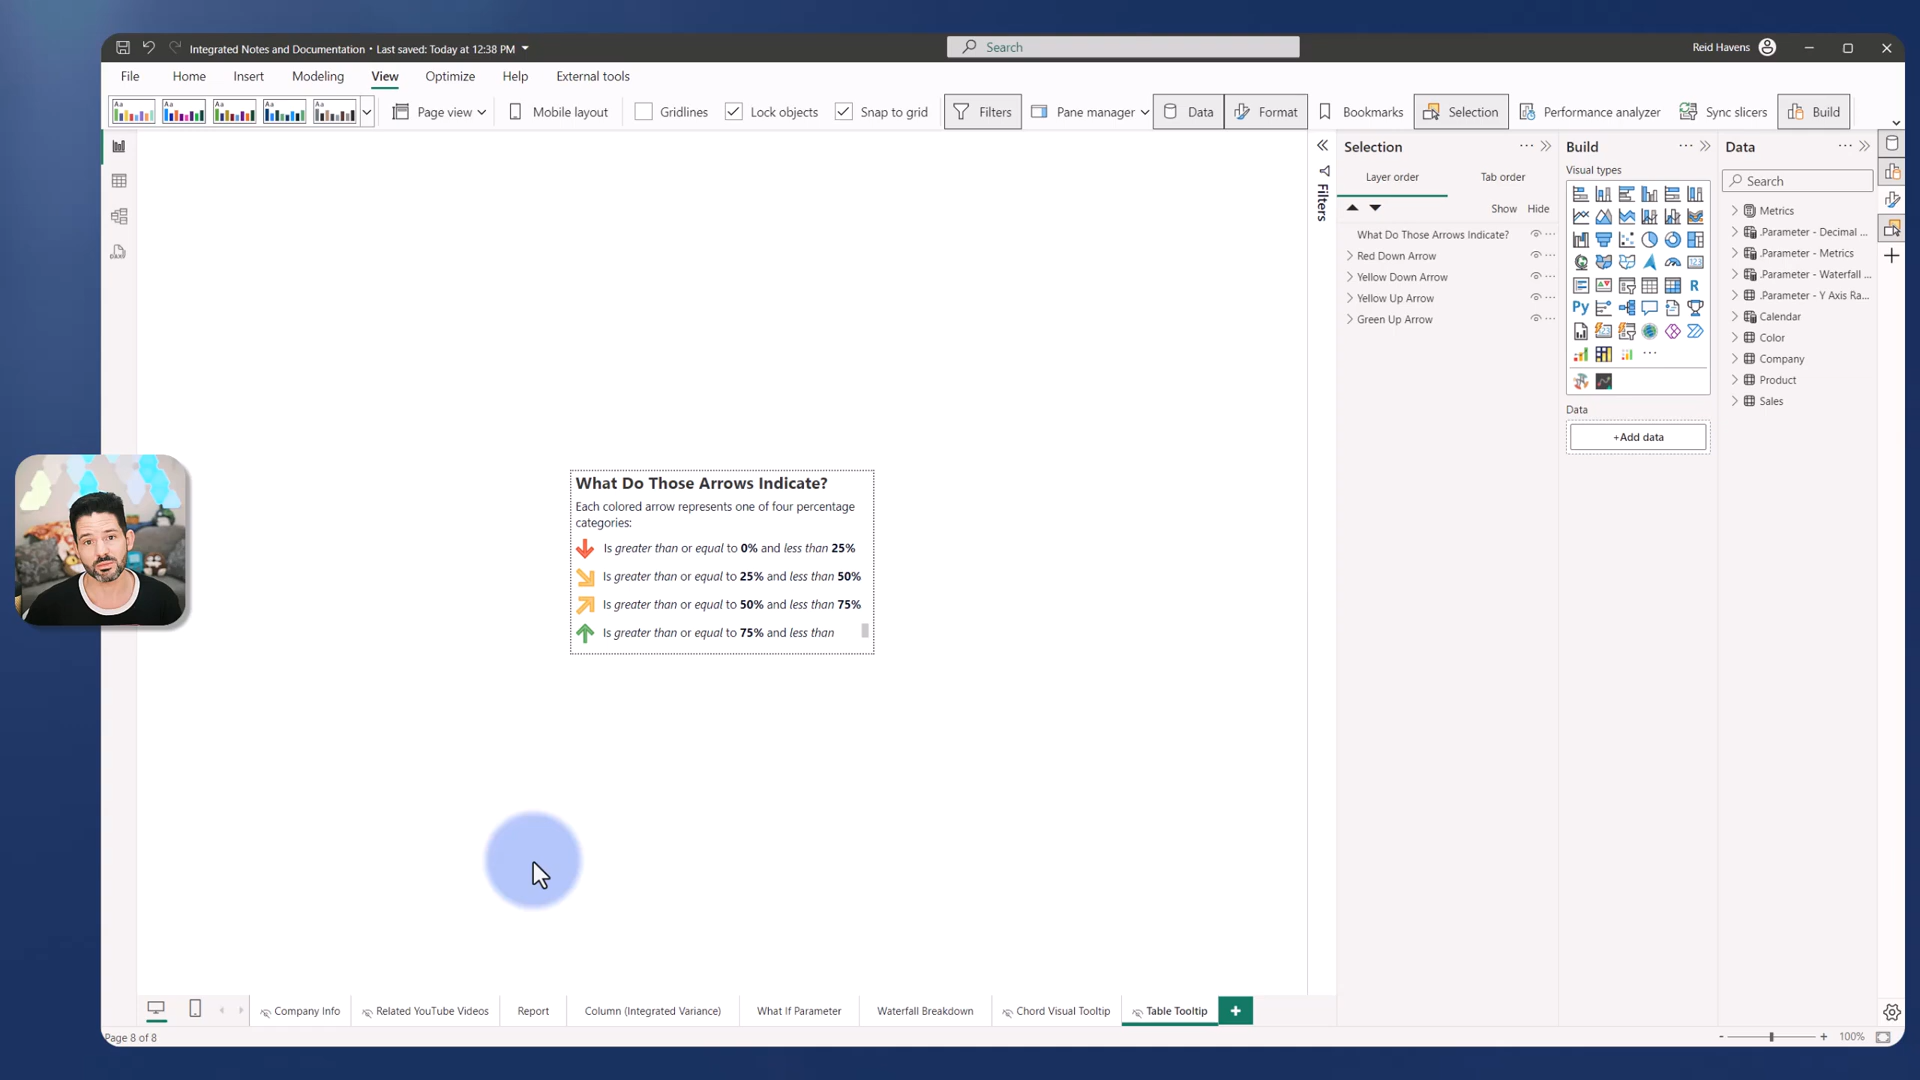 Integrated Notes and Documentation • Last saved: Today at 12:38 PM
Search
Reid Havens
File Home Insert Modeling View Optimize Help External tools
Page view Mobile layout Gridlines Lock objects Snap to grid Filters Pane manager Data Format Bookmarks Selection Performance analyzer Sync slicers Build
Filters
Selection
Layer order Tab order
Show Hide
What Do Those Arrows Indicate?
Red Down Arrow
Yellow Down Arrow
Yellow Up Arrow
Green Up Arrow
Build
Visual types
R
Py
Data
+Add data
Data
Search
Metrics
.Parameter - Decimal ...
.Parameter - Metrics
.Parameter - Waterfall ...
.Parameter - Y Axis Ra...
Calendar
Color
Company
Product
Sales
What Do Those Arrows Indicate?
Each colored arrow represents one of four percentage
categories:
Is greater than or equal to 0% and less than 25%
Is greater than or equal to 25% and less than 50%
Is greater than or equal to 50% and less than 75%
Is greater than or equal to 75% and less than
Company Info Related YouTube Videos Report Column (Integrated Variance) What If Parameter Waterfall Breakdown Chord Visual Tooltip Table Tooltip
Page 8 of 8
- + 100%